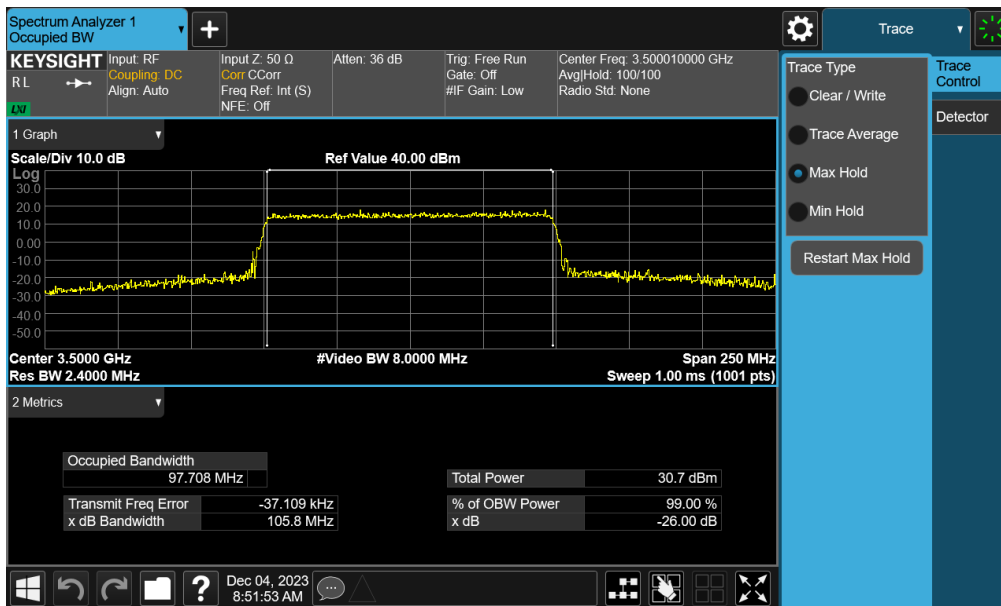 Spectrum Analyzer 1
Occupied BW
+
Trace
KEYSIGHT
R L
LXI
Input: RF
Coupling: DC
Align: Auto
Input Z: 50 Ω
Corr CCorr
Freq Ref: Int (S)
NFE: Off
Atten: 36 dB
Trig: Free Run
Gate: Off
#IF Gain: Low
Center Freq: 3.500010000 GHz
Avg|Hold: 100/100
Radio Std: None
Trace Type
Clear / Write
Trace Average
Max Hold
Min Hold
Restart Max Hold
Trace
Control
Detector
1 Graph
Scale/Div 10.0 dB
Ref Value 40.00 dBm
Log
30.0
20.0
10.0
0.00
-10.0
-20.0
-30.0
-40.0
-50.0
Center 3.5000 GHz
#Video BW 8.0000 MHz
Span 250 MHz
Res BW 2.4000 MHz
Sweep 1.00 ms (1001 pts)
2 Metrics
Occupied Bandwidth
97.708 MHz
Total Power 30.7 dBm
Transmit Freq Error -37.109 kHz
% of OBW Power 99.00 %
x dB Bandwidth 105.8 MHz
x dB -26.00 dB
?
Dec 04, 2023
8:51:53 AM